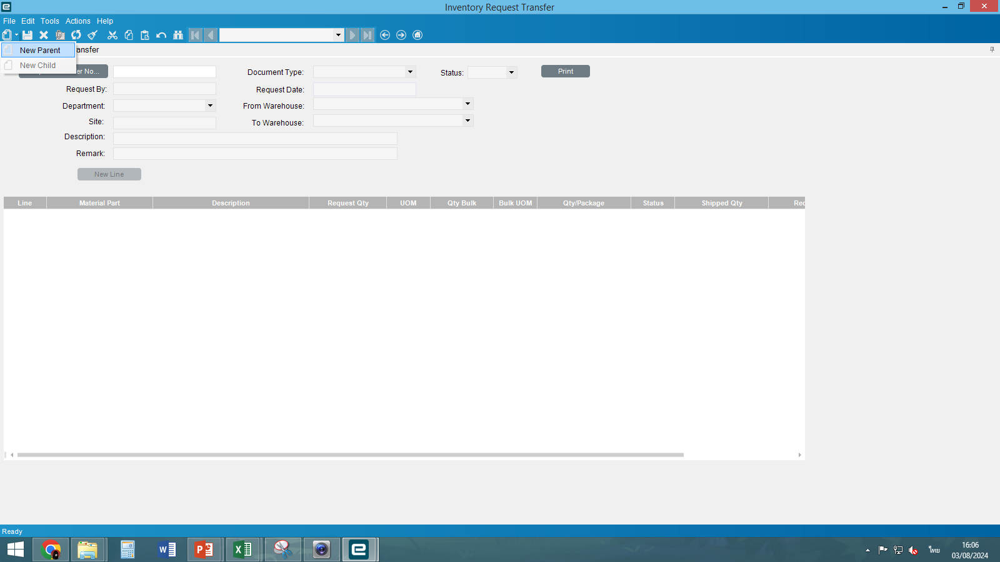 Inventory Request Transfer
File Edit Tools Actions Help
New Parent
ansfer
New Child
er No...
Document Type:
Status:
Print
Request By:
Request Date:
Department:
From Warehouse:
Site:
To Warehouse:
Description:
Remark:
New Line
Line Material Part Description Request Qty UOM Qty Bulk Bulk UOM Qty/Package Status Shipped Qty Rec
Ready
ไทย
16:06
03/08/2024